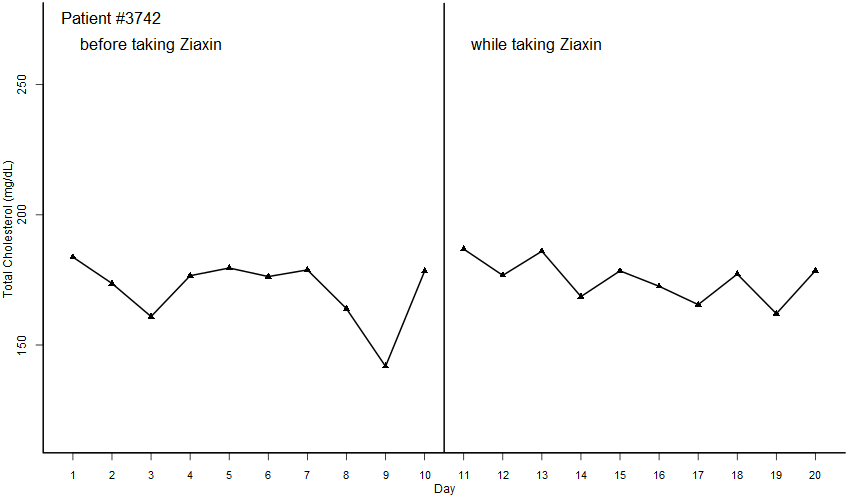 Patient #3742
before taking Ziaxin
while taking Ziaxin
Total Cholesterol (mg/dL)
250
200
150
1 2 3 4 5 6 7 8 9 10 11 12 13 14 15 16 17 18 19 20
Day